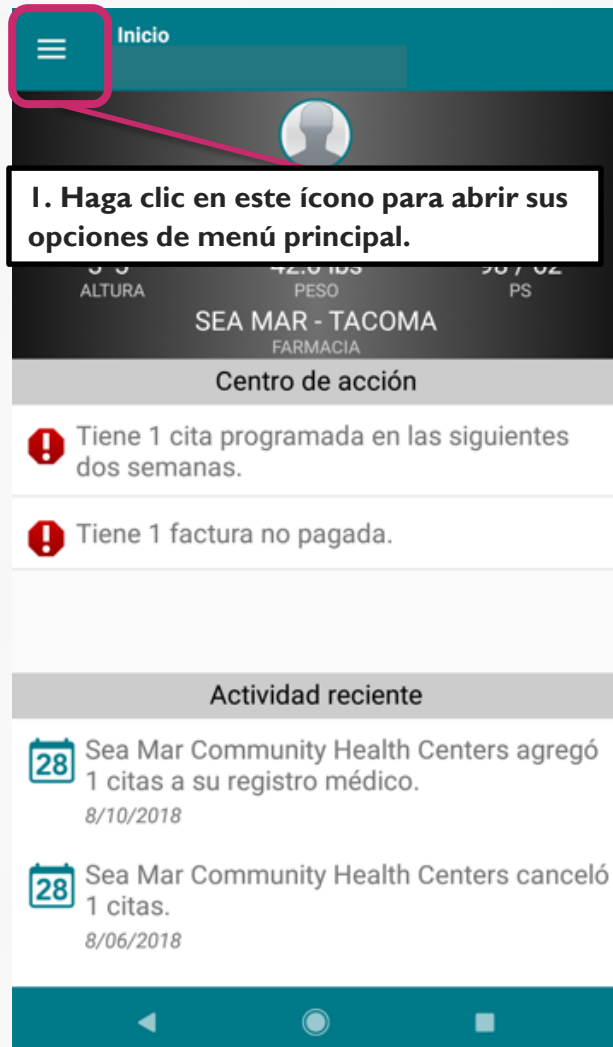 Inicio
1. Haga clic en este ícono para abrir sus
opciones de menú principal.
ALTURA
PESO
PS
SEA MAR - TACOMA
FARMACIA
Centro de acción
Tiene 1 cita programada en las siguientes
dos semanas.
Tiene 1 factura no pagada.
Actividad reciente
28
Sea Mar Community Health Centers agregó
1 citas a su registro médico.
8/10/2018
28
Sea Mar Community Health Centers canceló
1 citas.
8/06/2018